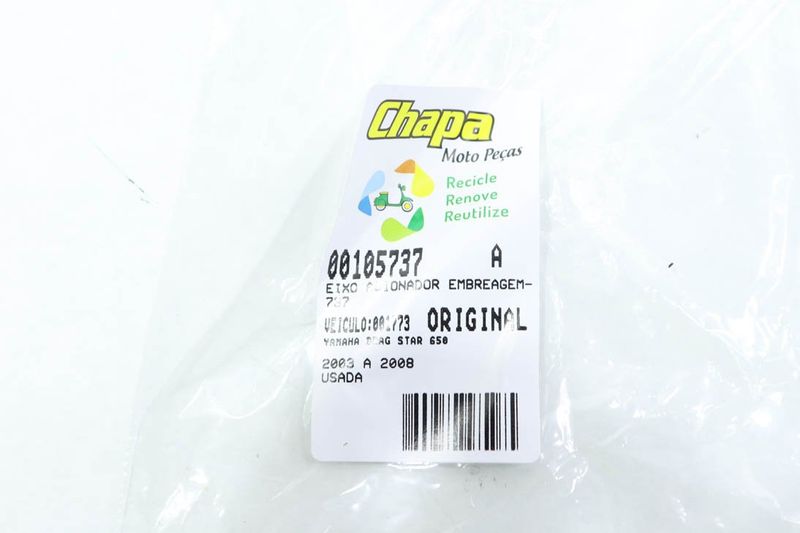 Chapa
Moto Peças
Recicle
Renove
Reutilize
00105737 A
EIXO ACIONADOR EMBREAGEM-
737
VEICULO:001773 ORIGINAL
YAMAHA DRAG STAR 650
2003 A 2008
USADA